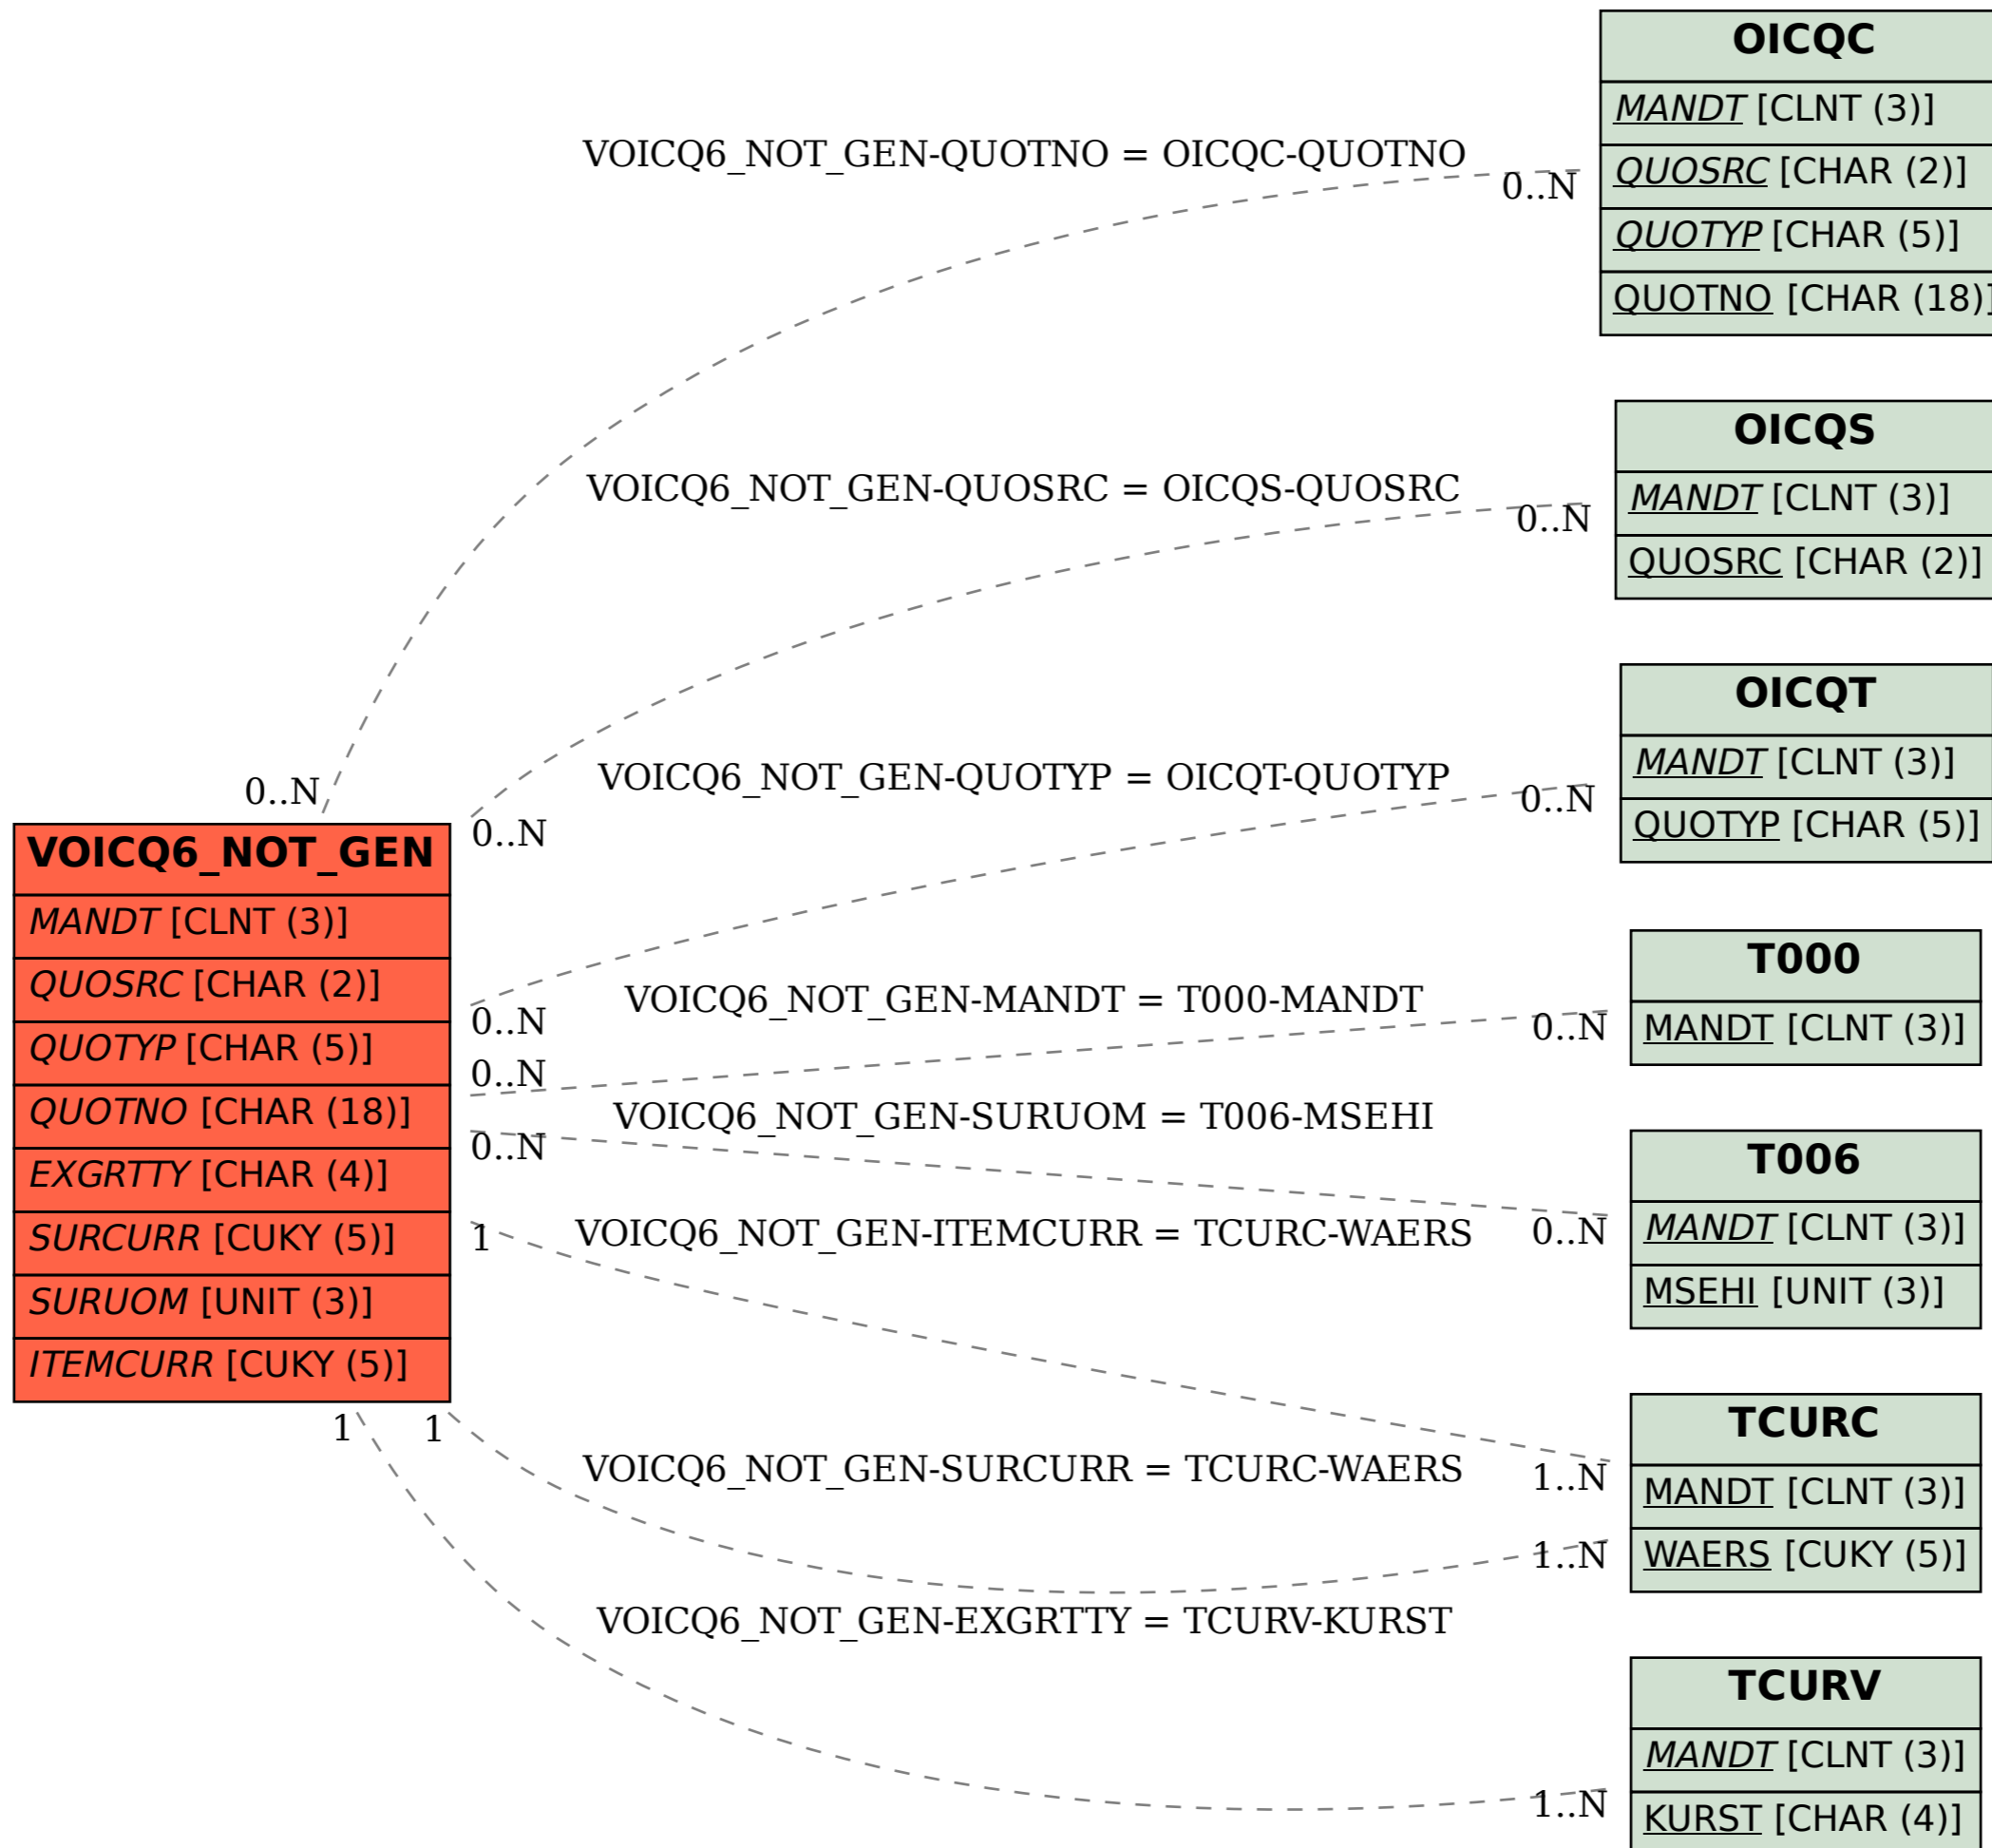 OICQC
MANDT [CLNT (3)]
QUOSRC [CHAR (2)]
QUOTYP [CHAR (5)]
QUOTNO [CHAR (18)]
VOICQ6_NOT_GEN-QUOTNO = OICQC-QUOTNO
0..N
0..N
OICQS
MANDT [CLNT (3)]
QUOSRC [CHAR (2)]
VOICQ6_NOT_GEN-QUOSRC = OICQS-QUOSRC
0..N
0..N
OICQT
MANDT [CLNT (3)]
QUOTYP [CHAR (5)]
VOICQ6_NOT_GEN-QUOTYP = OICQT-QUOTYP
0..N
0..N
VOICQ6_NOT_GEN
MANDT [CLNT (3)]
QUOSRC [CHAR (2)]
QUOTYP [CHAR (5)]
QUOTNO [CHAR (18)]
EXGRTTY [CHAR (4)]
SURCURR [CUKY (5)]
SURUOM [UNIT (3)]
ITEMCURR [CUKY (5)]
T000
MANDT [CLNT (3)]
VOICQ6_NOT_GEN-MANDT = T000-MANDT
0..N
0..N
T006
MANDT [CLNT (3)]
MSEHI [UNIT (3)]
VOICQ6_NOT_GEN-SURUOM = T006-MSEHI
0..N
0..N
VOICQ6_NOT_GEN-ITEMCURR = TCURC-WAERS
1
1..N
TCURC
MANDT [CLNT (3)]
WAERS [CUKY (5)]
VOICQ6_NOT_GEN-SURCURR = TCURC-WAERS
1
1..N
VOICQ6_NOT_GEN-EXGRTTY = TCURV-KURST
1
1..N
TCURV
MANDT [CLNT (3)]
KURST [CHAR (4)]